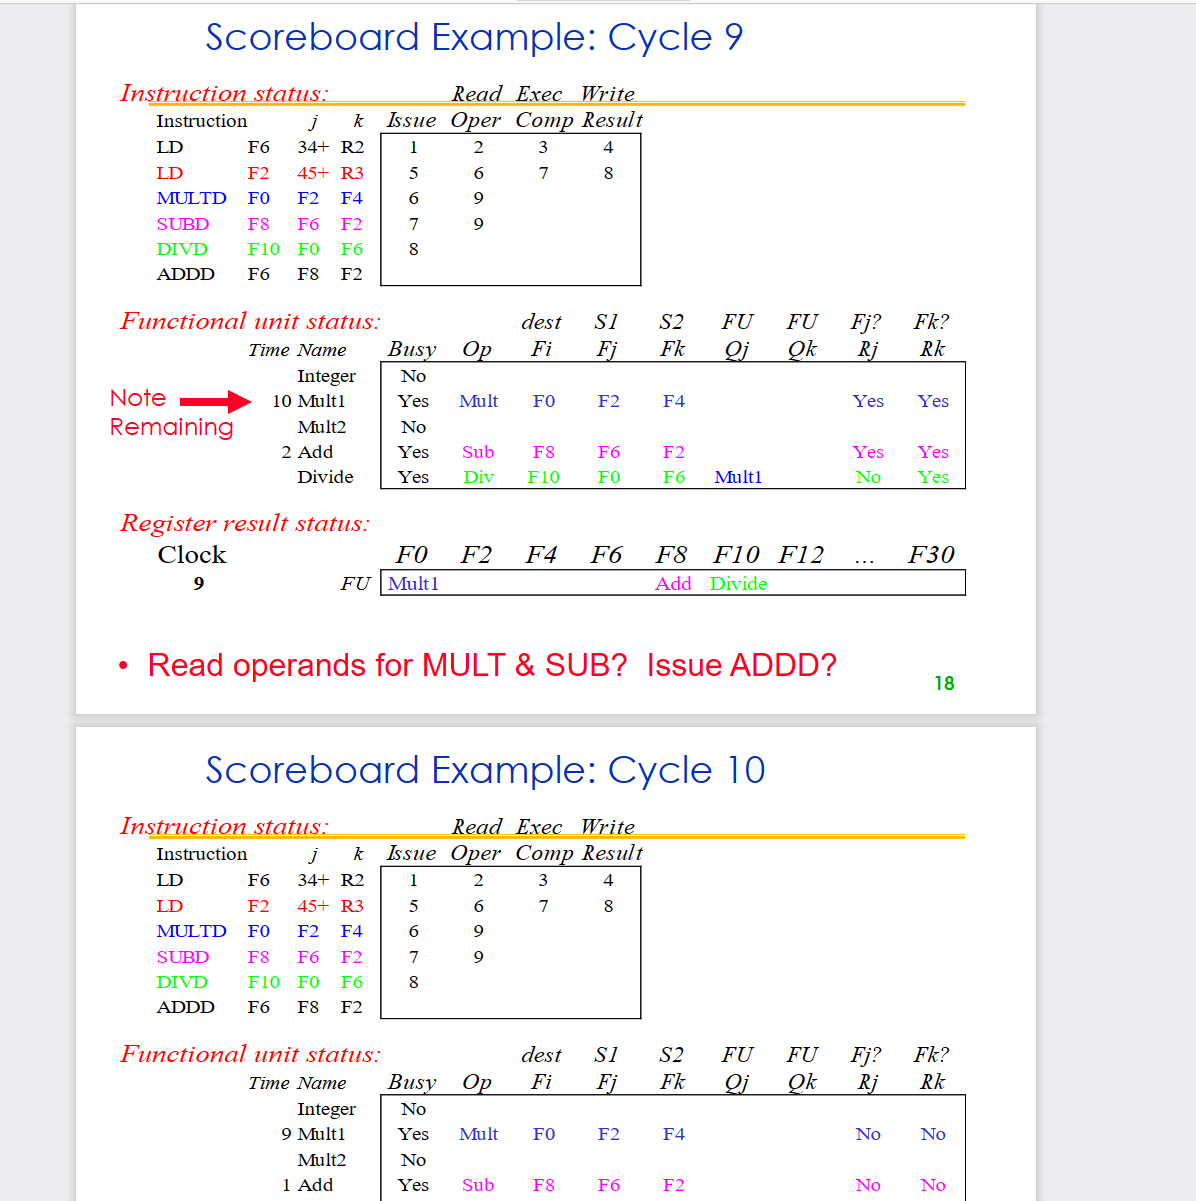 Scoreboard Example: Cycle 9
Instruction status: Read Exec Write
Instruction j k Issue Oper Comp Result
LD F6 34+ R2 1 2 3 4
LD F2 45+ R3 5 6 7 8
MULTD F0 F2 F4 6 9
SUBD F8 F6 F2 7 9
DIVD F10 F0 F6 8
ADDD F6 F8 F2
Functional unit status: dest S1 S2 FU FU Fj? Fk?
Time Name Busy Op Fi Fj Fk Qj Qk Rj Rk
Integer No
Note 10 Mult1 Yes Mult F0 F2 F4 Yes Yes
Remaining Mult2 No
2 Add Yes Sub F8 F6 F2 Yes Yes
Divide Yes Div F10 F0 F6 Mult1 No Yes
Register result status:
Clock F0 F2 F4 F6 F8 F10 F12 ... F30
9 FU Mult1 Add Divide
• Read operands for MULT & SUB? Issue ADDD?
18
Scoreboard Example: Cycle 10
Instruction status: Read Exec Write
Instruction j k Issue Oper Comp Result
LD F6 34+ R2 1 2 3 4
LD F2 45+ R3 5 6 7 8
MULTD F0 F2 F4 6 9
SUBD F8 F6 F2 7 9
DIVD F10 F0 F6 8
ADDD F6 F8 F2
Functional unit status: dest S1 S2 FU FU Fj? Fk?
Time Name Busy Op Fi Fj Fk Qj Qk Rj Rk
Integer No
9 Mult1 Yes Mult F0 F2 F4 No No
Mult2 No
1 Add Yes Sub F8 F6 F2 No No